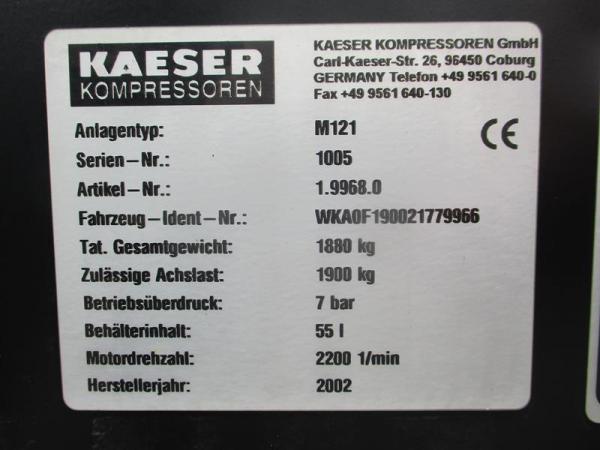 KAESER
KOMPRESSOREN
KAESER KOMPRESSOREN GmbH
Carl-Kaeser-Str. 26, 96450 Coburg
GERMANY Telefon +49 9561 640-0
Fax +49 9561 640-130
CE
Anlagentyp: M121
Serien-Nr.: 1005
Artikel-Nr.: 1.9968.0
Fahrzeug-Ident-Nr.: WKA0F190021779966
Tat. Gesamtgewicht: 1880 kg
Zulässige Achslast: 1900 kg
Betriebsüberdruck: 7 bar
Behälterinhalt: 55 l
Motordrehzahl: 2200 1/min
Herstellerjahr: 2002